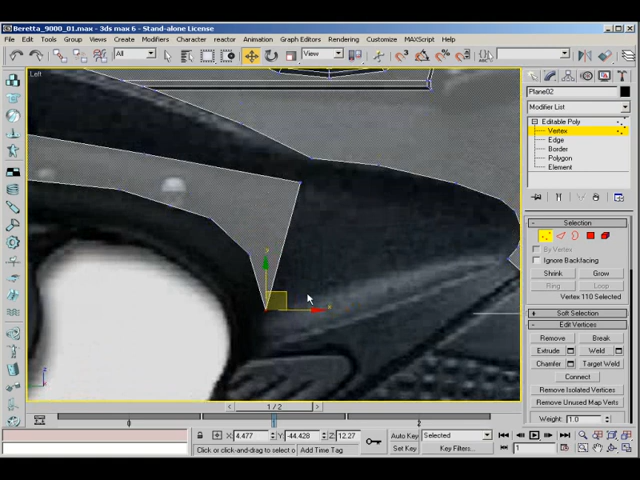 Beretta_9000_01.max - 3ds max 6 - Stand-alone License
File Edit Tools Group Views Create Modifiers Character reactor Animation Graph Editors Rendering Customize MAXScript Help
All View
Left
Plane02
Modifier List
Editable Poly
Vertex
Edge
Border
Polygon
Element
Selection
By Vertex
Ignore Backfacing
Shrink Grow
Ring Loop
Vertex 110 Selected
Soft Selection
Edit Vertices
Remove Break
Extrude Weld
Chamfer Target Weld
Connect
Remove Isolated Vertices
Remove Unused Map Verts
Weight: 1.0
1 / 2
0 1 2
X 4.477 Y -44.428 Z 12.27
Auto Key Selected
Set Key Key Filters...
Click or click-and-drag to select
Add Time Tag
1